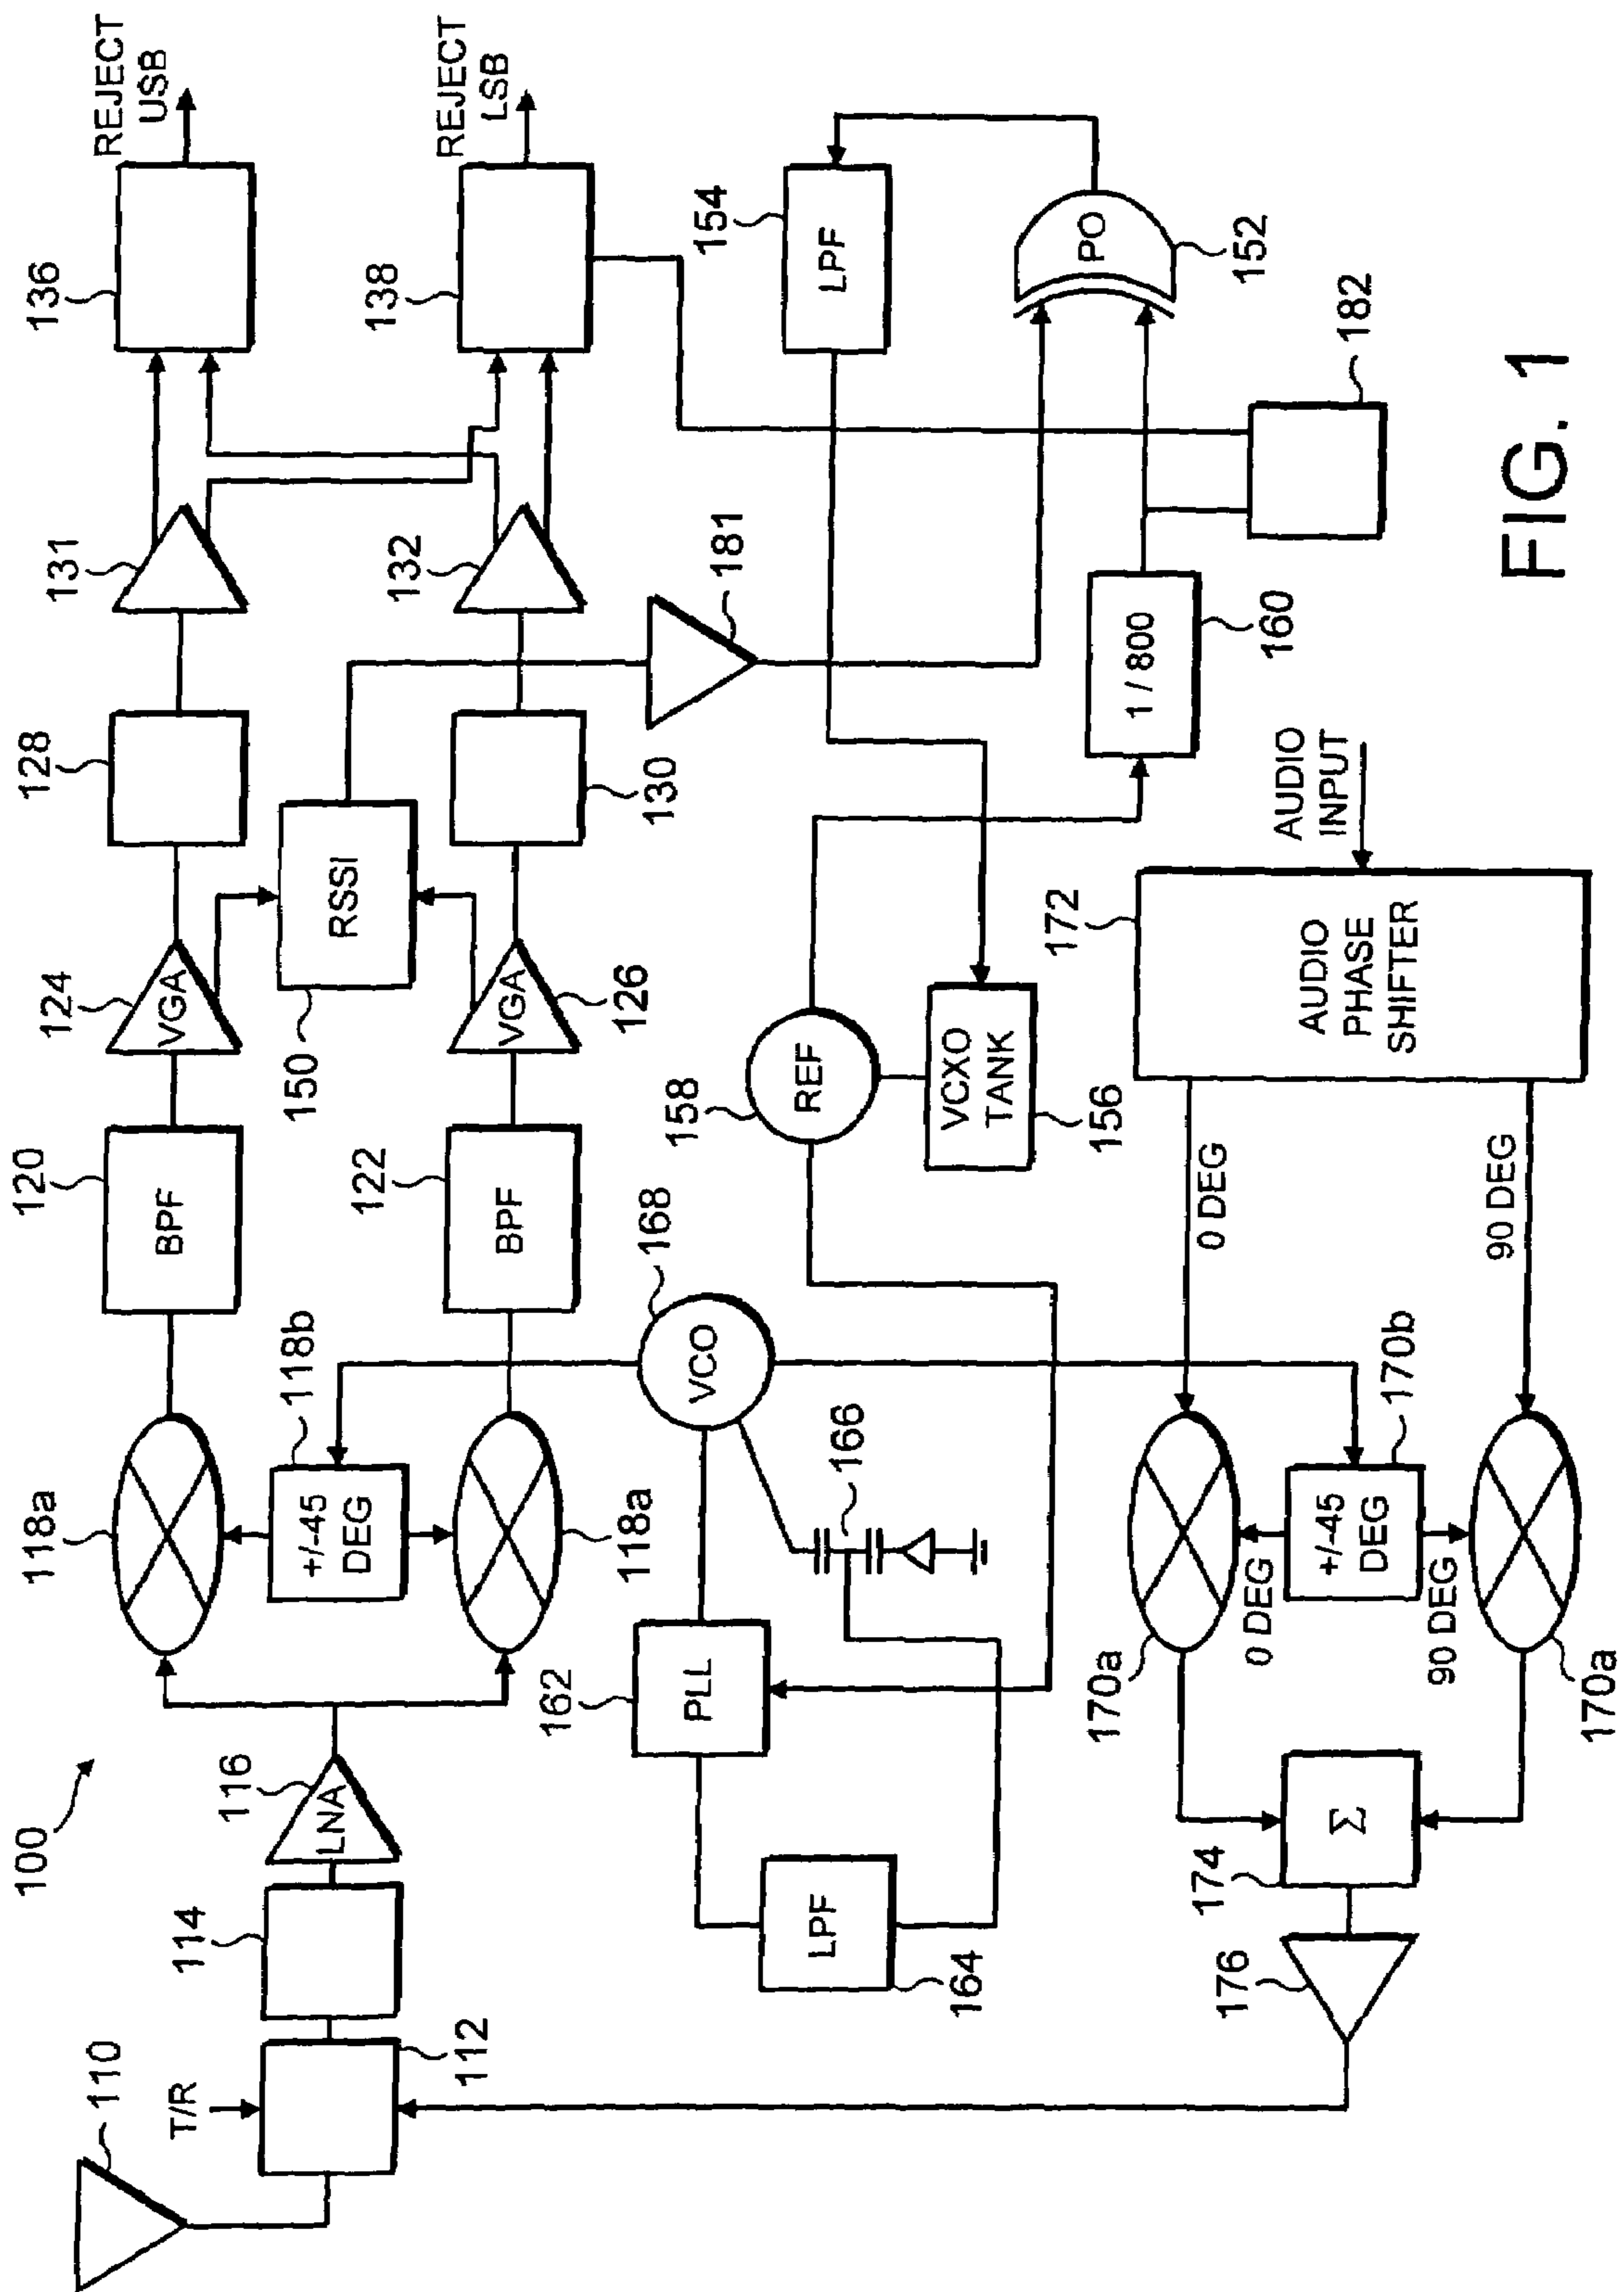 100
110
T/R
112
114
116
LNA
118a
118b
+/-45
DEG
118a
120
BPF
122
BPF
124
VGA
150
RSSI
VGA
126
128
130
131
132
181
136
REJECT
USB
138
REJECT
LSB
162
PLL
LPF
164
166
VCO
168
158
REF
VCXO
TANK
156
154
LPF
PO
152
1 / 800
160
182
176
174
Σ
170a
0 DEG
+/-45
DEG
170b
90 DEG
170a
0 DEG
90 DEG
172
AUDIO
PHASE
SHIFTER
AUDIO
INPUT
FIG. 1